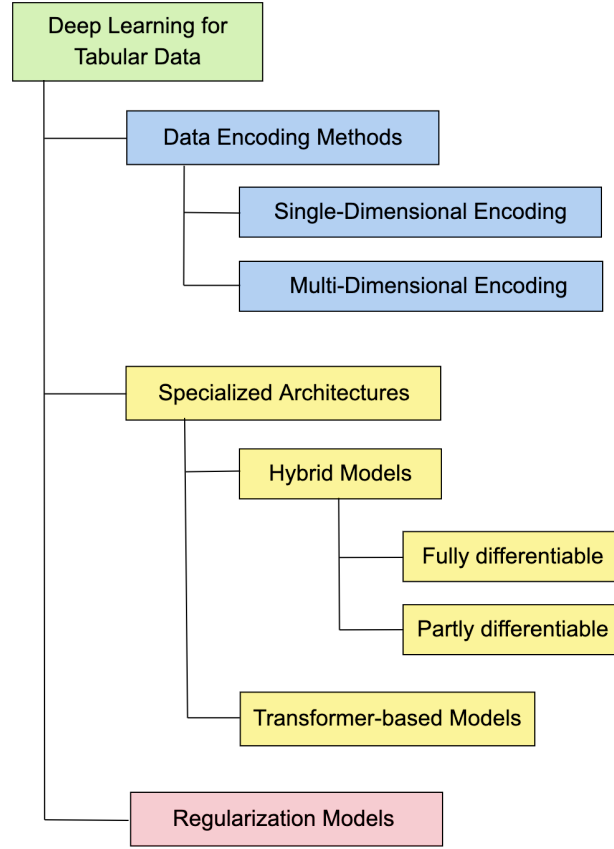 Deep Learning for
Tabular Data
Data Encoding Methods
Single-Dimensional Encoding
Multi-Dimensional Encoding
Specialized Architectures
Hybrid Models
Fully differentiable
Partly differentiable
Transformer-based Models
Regularization Models